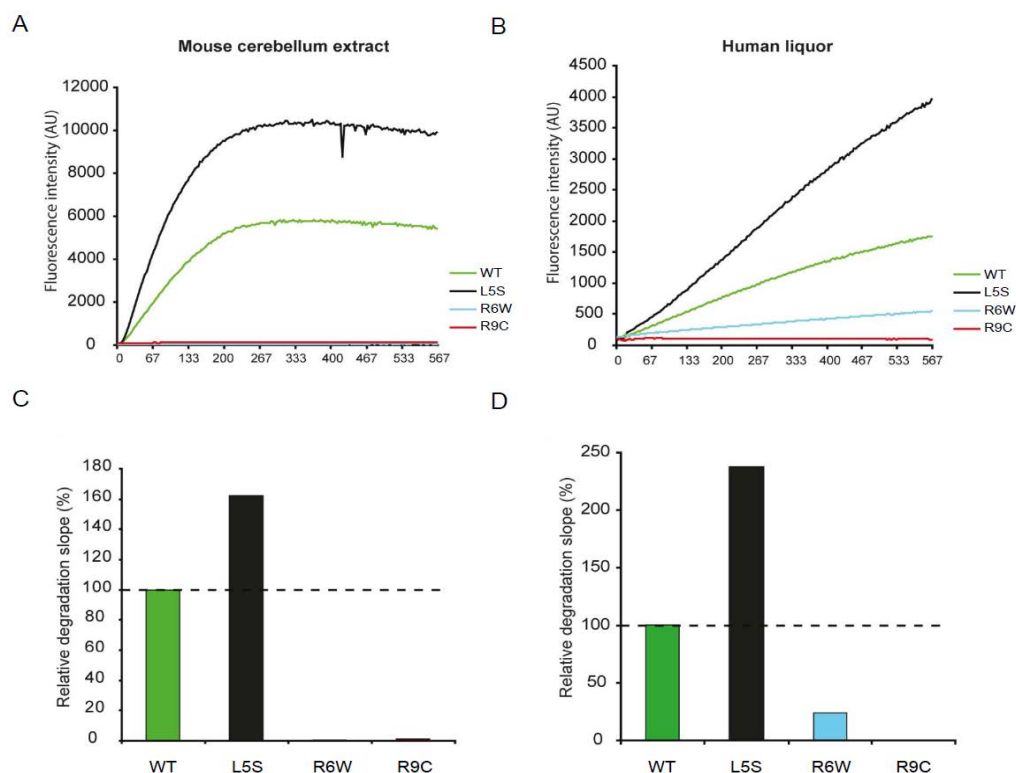 A
Mouse cerebellum extract
Fluorescence intensity (AU)
12000
10000
8000
6000
4000
2000
0
0 67 133 200 267 333 400 467 533 567
WT
L5S
R6W
R9C
B
Human liquor
Fluorescence intensity (AU)
4500
4000
3500
3000
2500
2000
1500
1000
500
0
0 67 133 200 267 333 400 467 533 567
WT
L5S
R6W
R9C
C
Relative degradation slope (%)
180
160
140
120
100
80
60
40
20
0
WT L5S R6W R9C
D
Relative degradation slope (%)
250
200
150
100
50
0
WT L5S R6W R9C